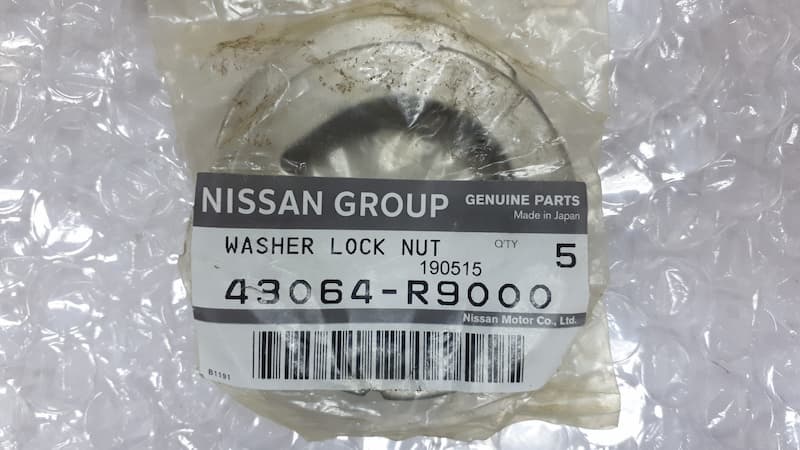 NISSAN GROUP GENUINE PARTS
Made in Japan
WASHER LOCK NUT Q'TY 5
190515
43064-R9000
Nissan Motor Co., Ltd.
B1191